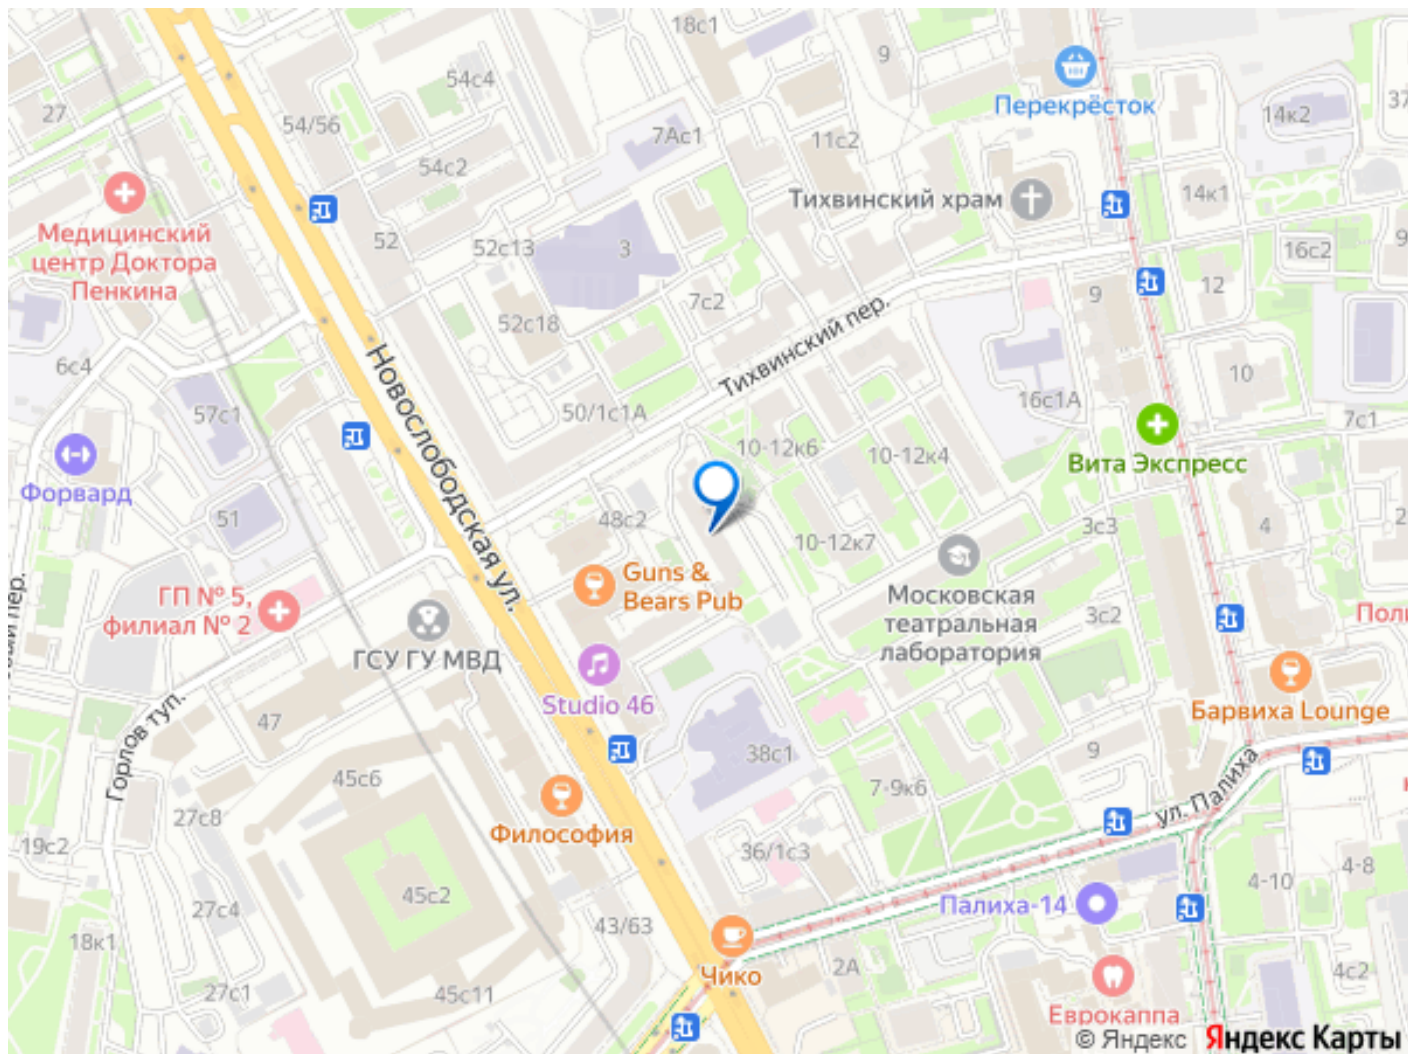 18с1
9
54с4
27
54/56
Перекрёсток
14к2
37
7Ас1
11с2
54с2
Тихвинский храм
14к1
Медицинский
центр Доктора
Пенкина
52
52с13
3
16с2
9
12
9
7с2
52с18
Тихвинский пер.
Новослободская ул.
6с4
57с1
50/1с1А
16с1А
10
7с1
10-12к6
10-12к4
Вита Экспресс
Форвард
51
48с2
10-12к7
3с3
4
2
Guns &
Bears Pub
ГП № 5,
филиал № 2
ГСУ ГУ МВД
Московская
театральная
лаборатория
3с2
Studio 46
Барвиха Lounge
47
Горлов туп.
38с1
9
7-9к6
ул. Палиха
45с6
27с8
19с2
Философия
36/1с3
4-8
4-10
45с2
27с4
Палиха-14
43/63
18к1
Чико
2А
4с2
27с1
45с11
Еврокаппа
© Яндекс Яндекс Карты